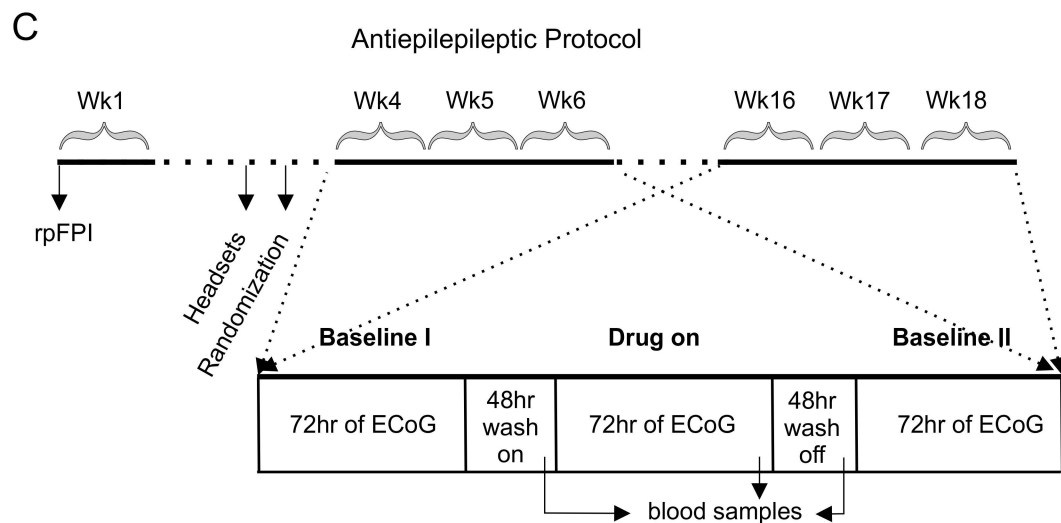 C
Antiepilepileptic Protocol
Wk1
Wk4
Wk5
Wk6
Wk16
Wk17
Wk18
rpFPI
Headsets
Randomization
Baseline I
Drug on
Baseline II
72hr of ECoG
48hr
wash
on
72hr of ECoG
48hr
wash
off
72hr of ECoG
blood samples